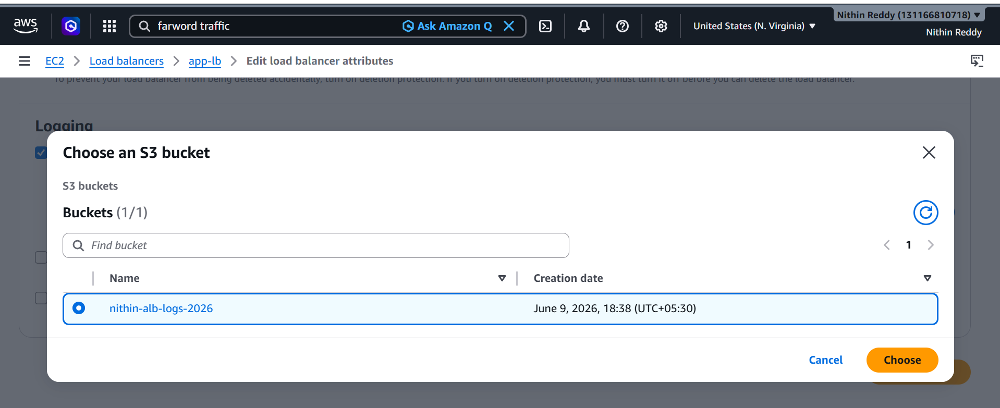 aws
farword traffic
Ask Amazon Q
United States (N. Virginia)
Nithin Reddy (131166810718)
Nithin Reddy
EC2
Load balancers
app-lb
Edit load balancer attributes
To prevent your load balancer from being deleted accidentally, turn on deletion protection. If you turn on deletion protection, you must turn it off before you can delete the load balancer.
Logging
Choose an S3 bucket
S3 buckets
Buckets (1/1)
Find bucket
1
Name
Creation date
nithin-alb-logs-2026
June 9, 2026, 18:38 (UTC+05:30)
Cancel
Choose